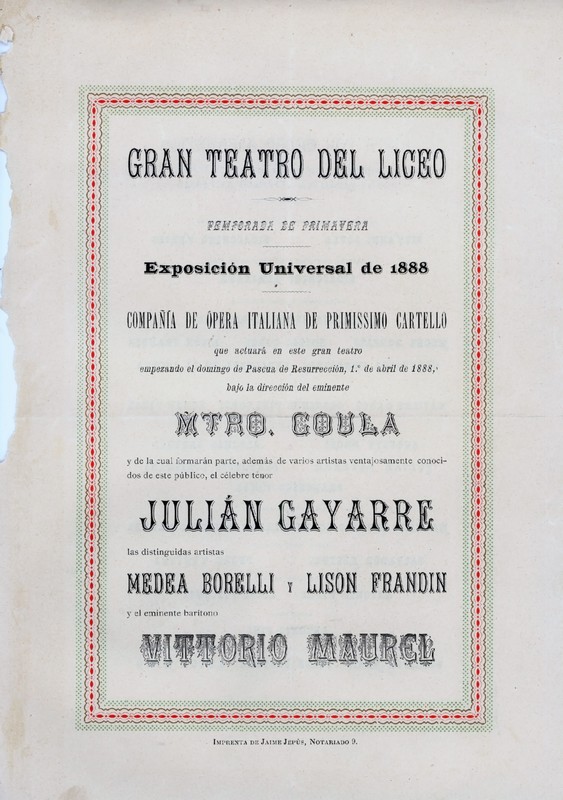 GRAN TEATRO DEL LICEO
TEMPORADA DE PRIMAVERA
Exposición Universal de 1888
COMPAÑÍA DE ÓPERA ITALIANA DE PRIMISSIMO CARTELLO
que actuará en este gran teatro
empezando el domingo de Pascua de Resurrección, 1.º de abril de 1888,
bajo la dirección del eminente
MTRO. GOULA
y de la cual formarán parte, además de varios artistas ventajosamente conoci-
dos de este público, el célebre tenor
JULIÁN GAYARRE
las distinguidas artistas
MEDEA BORELLI Y LISON FRANDIN
y el eminente barítono
VITTORIO MAUREL
IMPRENTA DE JAIME JEPÚS, NOTARIADO 9.